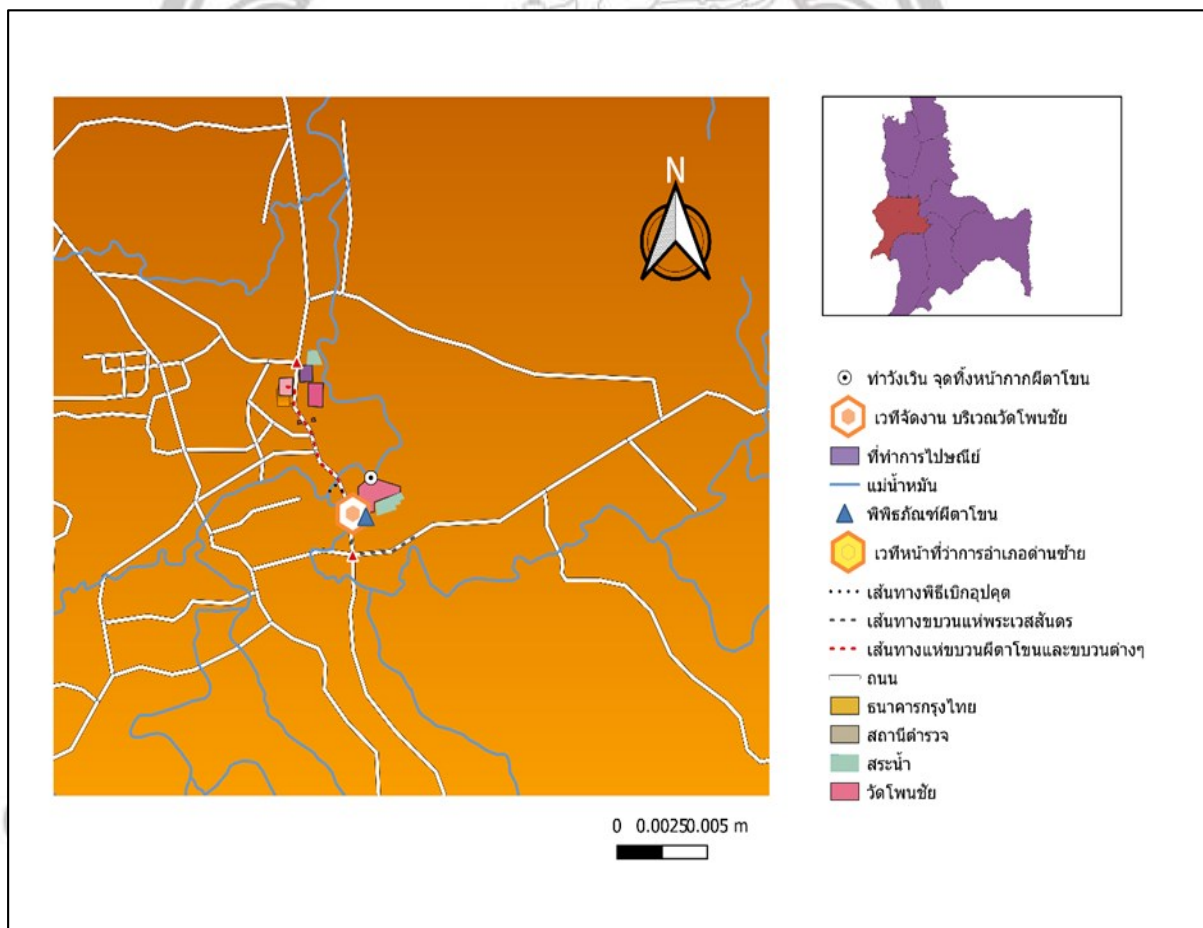 N
ท่าวังเวิน จุดทิ้งหน้ากากผีตาโขน
เวทีจัดงาน บริเวณวัดโพนชัย
ที่ทำการไปษณีย์
แม่น้ำหมัน
พิพิธภัณฑ์ผีตาโขน
เวทีหน้าที่ว่าการอำเภอด่านซ้าย
เส้นทางพิธีเบิกอุปคุต
เส้นทางขบวนแห่พระเวสสันดร
เส้นทางแห่ขบวนผีตาโขนและขบวนต่างๆ
ถนน
ธนาคารกรุงไทย
สถานีตำรวจ
สระน้ำ
วัดโพนชัย
0 0.00250.005 m